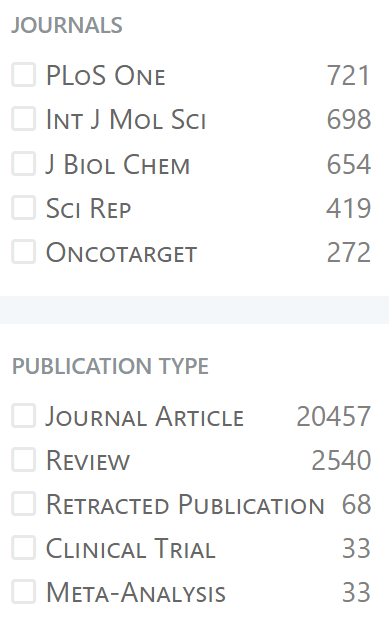 JOURNALS
PLoS One 721
Int J Mol Sci 698
J Biol Chem 654
Sci Rep 419
Oncotarget 272
PUBLICATION TYPE
Journal Article 20457
Review 2540
Retracted Publication 68
Clinical Trial 33
Meta-Analysis 33